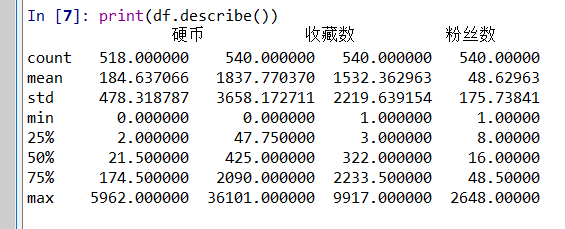 In [7]: print(df.describe())
硬币 收藏数 粉丝数
count 518.000000 540.000000 540.000000 540.00000
mean 184.637066 1837.770370 1532.362963 48.62963
std 478.318787 3658.172711 2219.639154 175.73841
min 0.000000 0.000000 1.000000 1.00000
25% 2.000000 47.750000 3.000000 8.00000
50% 21.500000 425.000000 322.000000 16.00000
75% 174.500000 2090.000000 2233.500000 48.50000
max 5962.000000 36101.000000 9917.000000 2648.00000